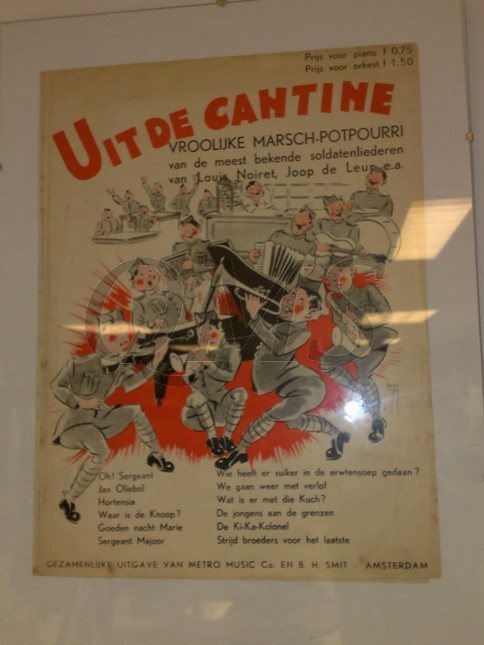 Prijs voor piano f 0.75
Prijs voor orkest f 1.50
UIT DE CANTINE
VROOLIJKE MARSCH-POTPOURRI
van de meest bekende soldatenliederen
van Louis Noiret, Joop de Leur e.a.
Oh! Sergeant
Jan Oliebol
Hortensia
Waar is de Knoop?
Goeden nacht Marie
Sergeant Majoor
Wie heeft er suiker in de erwtensoep gedaan?
We gaan weer met verlof
Wat is er met die Kuch?
De jongens aan de grenzen
De Ki-Ka-Kolonel
Strijd broeders voor het laatste
GEZAMENLIJKE UITGAVE VAN METRO MUSIC Co. EN B. H. SMIT - AMSTERDAM